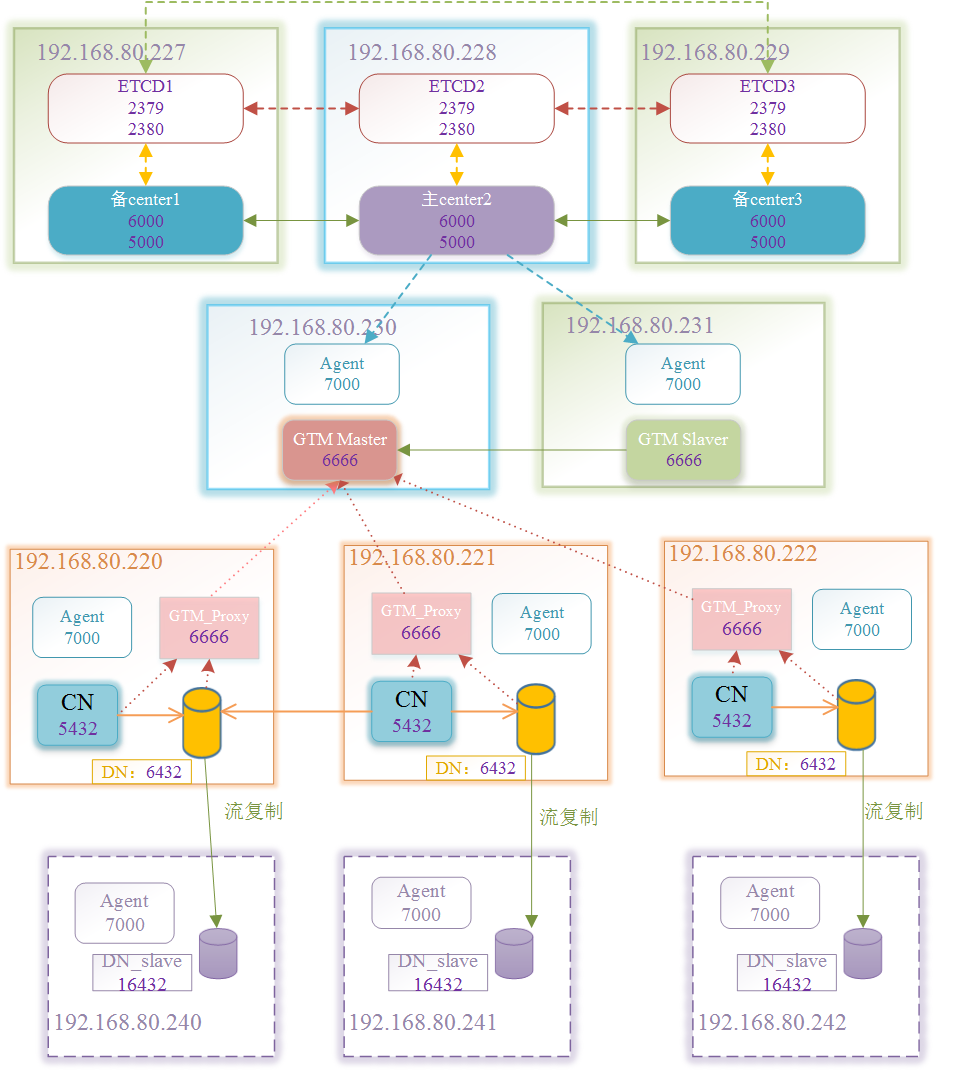 192.168.80.227
ETCD1
2379
2380
备center1
6000
5000
192.168.80.228
ETCD2
2379
2380
主center2
6000
5000
192.168.80.229
ETCD3
2379
2380
备center3
6000
5000
192.168.80.230
Agent
7000
GTM Master
6666
192.168.80.231
Agent
7000
GTM Slaver
6666
192.168.80.220
Agent
7000
GTM_Proxy
6666
CN
5432
DN：6432
192.168.80.221
GTM_Proxy
6666
Agent
7000
CN
5432
DN：6432
192.168.80.222
GTM_Proxy
6666
Agent
7000
CN
5432
DN：6432
流复制
流复制
流复制
Agent
7000
DN_slave
16432
192.168.80.240
Agent
7000
DN_slave
16432
192.168.80.241
Agent
7000
DN_slave
16432
192.168.80.242